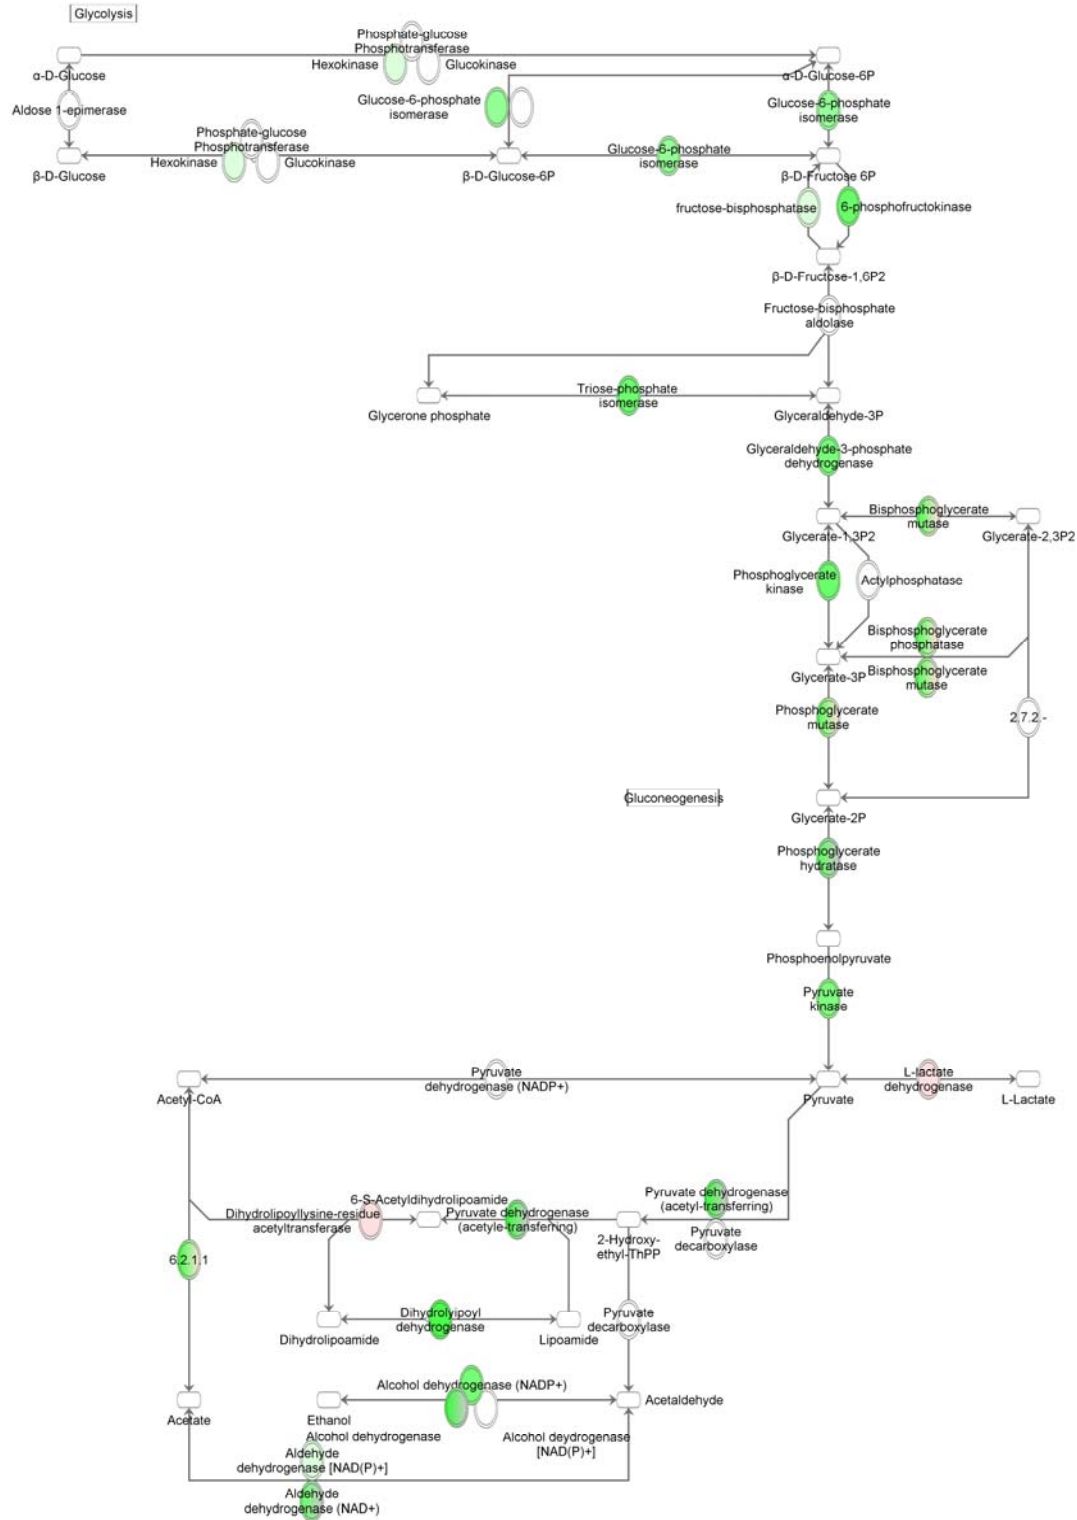 Glycolysis
Phosphate-glucose
Phosphotransferase
Hexokinase
Glucokinase
α-D-Glucose
α-D-Glucose-6P
Aldose 1-epimerase
Glucose-6-phosphate
isomerase
Glucose-6-phosphate
isomerase
Phosphate-glucose
Phosphotransferase
Hexokinase
Glucokinase
Glucose-6-phosphate
isomerase
β-D-Glucose
β-D-Glucose-6P
β-D-Fructose 6P
fructose-bisphosphatase
6-phosphofructokinase
β-D-Fructose-1,6P2
Fructose-bisphosphate
aldolase
Triose-phosphate
isomerase
Glycerone phosphate
Glyceraldehyde-3P
Glyceraldehyde-3-phosphate
dehydrogenase
Bisphosphoglycerate
mutase
Glycerate-1,3P2
Glycerate-2,3P2
Phosphoglycerate
kinase
Actylphosphatase
Bisphosphoglycerate
phosphatase
Glycerate-3P
Bisphosphoglycerate
mutase
Phosphoglycerate
mutase
2.7.2.-
Gluconeogenesis
Glycerate-2P
Phosphoglycerate
hydratase
Phosphoenolpyruvate
Pyruvate
kinase
Pyruvate
dehydrogenase (NADP+)
L-lactate
dehydrogenase
Acetyl-CoA
Pyruvate
L-Lactate
6-S-Acetyldihydrolipoamide
Dihydrolipoyllysine-residue
acetyltransferase
Pyruvate dehydrogenase
(acetyle-transferring)
Pyruvate dehydrogenase
(acetyl-transferring)
2-Hydroxy-
ethyl-ThPP
Pyruvate
decarboxylase
6.2.1.1
Dihydrolyipoyl
dehydrogenase
Pyruvate
decarboxylase
Dihydrolipoamide
Lipoamide
Alcohol dehydrogenase (NADP+)
Acetate
Ethanol
Acetaldehyde
Alcohol dehydrogenase
Alcohol deydrogenase
[NAD(P)+]
Aldehyde
dehydrogenase [NAD(P)+]
Aldehyde
dehydrogenase (NAD+)